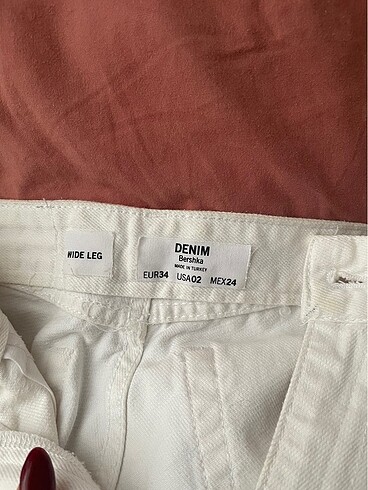 WIDE LEG
DENIM
Bershka
MADE IN TURKEY
EUR34 USA02 MEX24